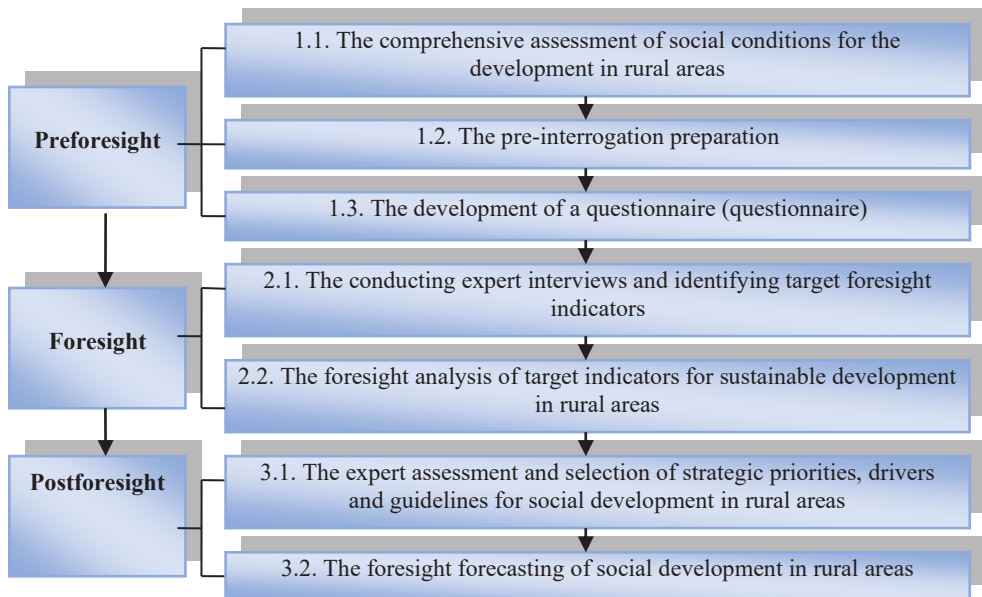 Preforesight
1.1. The comprehensive assessment of social conditions for the
development in rural areas
1.2. The pre-interrogation preparation
1.3. The development of a questionnaire (questionnaire)
Foresight
2.1. The conducting expert interviews and identifying target foresight
indicators
2.2. The foresight analysis of target indicators for sustainable development
in rural areas
Postforesight
3.1. The expert assessment and selection of strategic priorities, drivers
and guidelines for social development in rural areas
3.2. The foresight forecasting of social development in rural areas